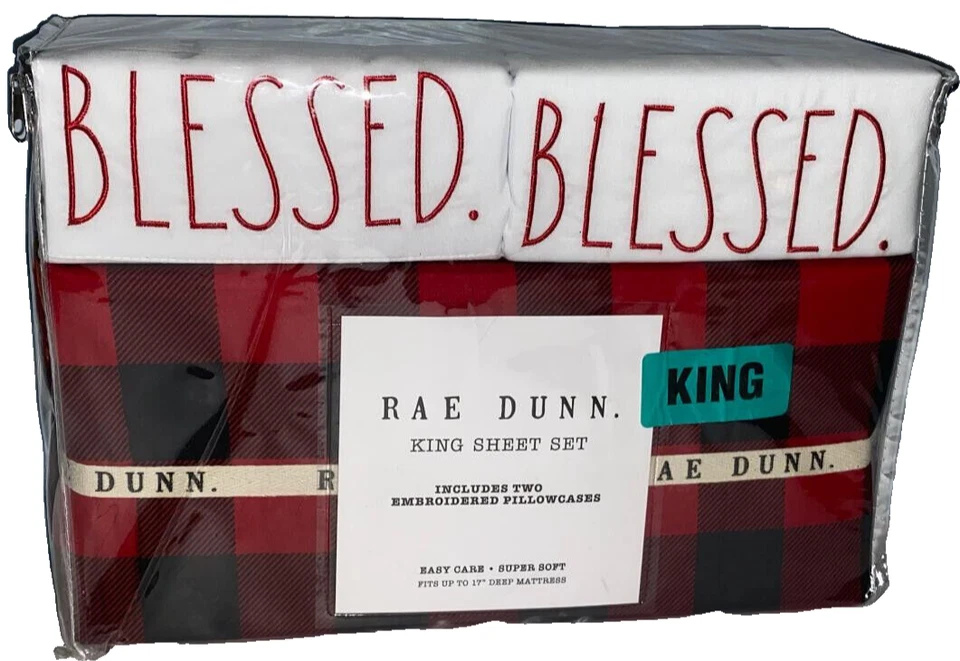 BLESSED. BLESSED.
RAE DUNN.
KING SHEET SET
KING
INCLUDES TWO
EMBROIDERED PILLOWCASES
DUNN. R
AE DUNN.
EASY CARE • SUPER SOFT
FITS UP TO 17" DEEP MATTRESS